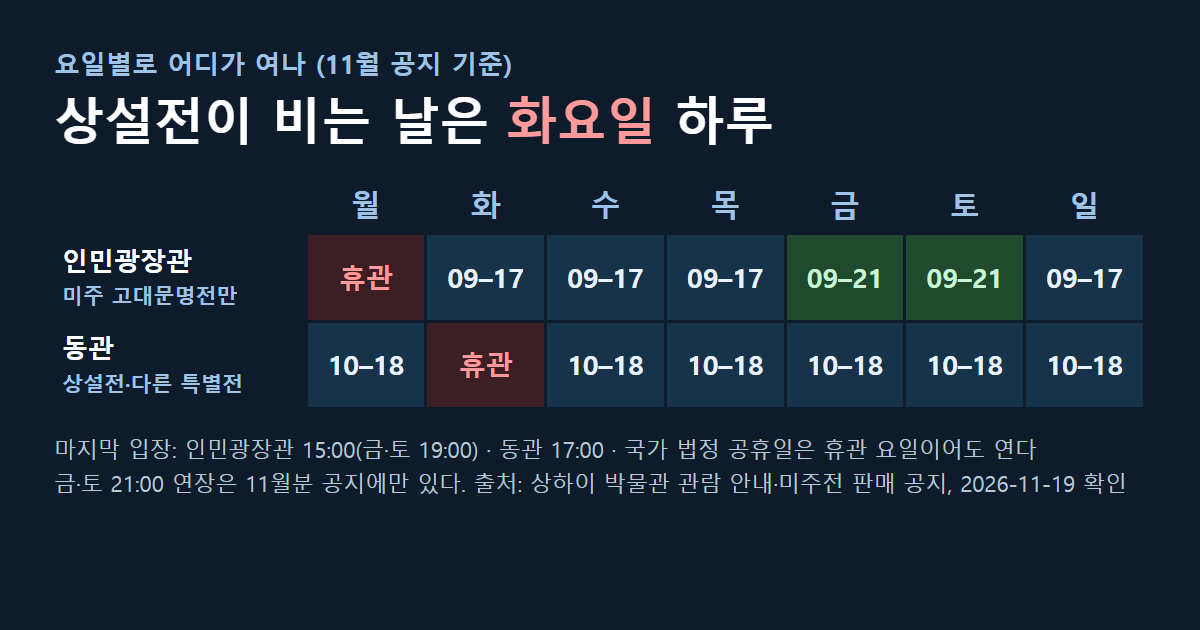 요일별로 어디가 여나 (11월 공지 기준)
상설전이 비는 날은 화요일 하루
월 화 수 목 금 토 일
인민광장관
미주 고대문명전만
휴관 09–17 09–17 09–17 09–21 09–21 09–17
동관
상설전·다른 특별전
10–18 휴관 10–18 10–18 10–18 10–18 10–18
마지막 입장: 인민광장관 15:00(금·토 19:00) · 동관 17:00 · 국가 법정 공휴일은 휴관 요일이어도 연다
금·토 21:00 연장은 11월분 공지에만 있다. 출처: 상하이 박물관 관람 안내·미주전 판매 공지, 2026-11-19 확인